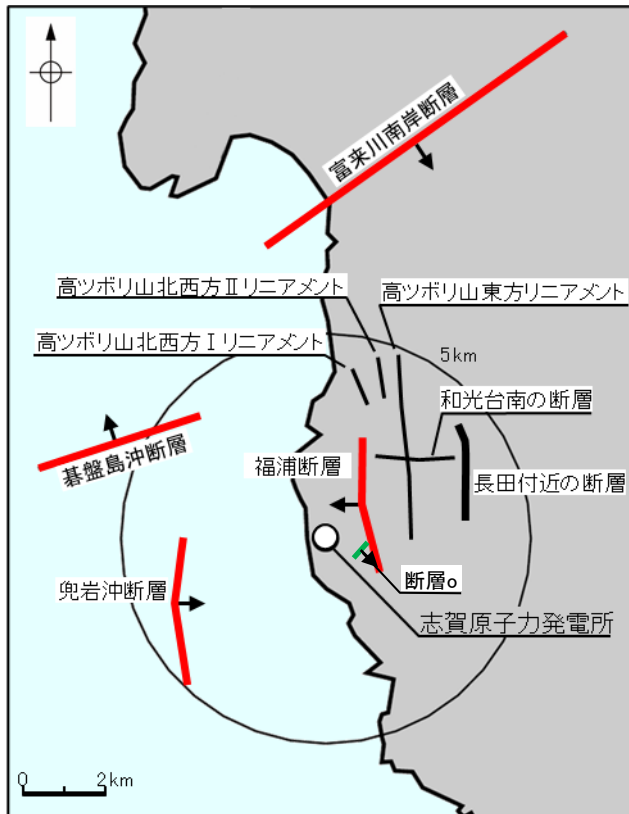 富来川南岸断層
高ツボリ山北西方Ⅱリニアメント
高ツボリ山東方リニアメント
高ツボリ山北西方Ⅰリニアメント
5km
和光台南の断層
碁盤島沖断層
福浦断層
長田付近の断層
兜岩沖断層
断層o
志賀原子力発電所
0 2km